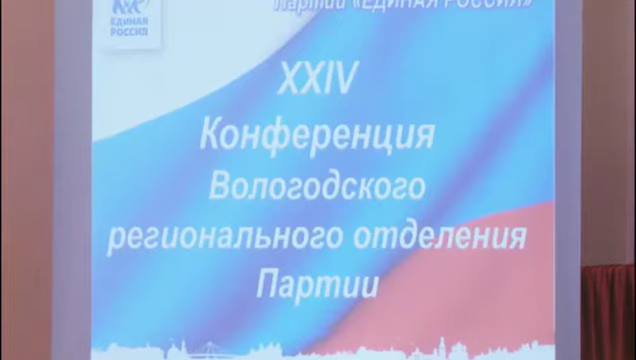 Партии «ЕДИНАЯ РОССИЯ»
ЕДИНАЯ
РОССИЯ
XXIV
Конференция
Вологодского
регионального отделения
Партии